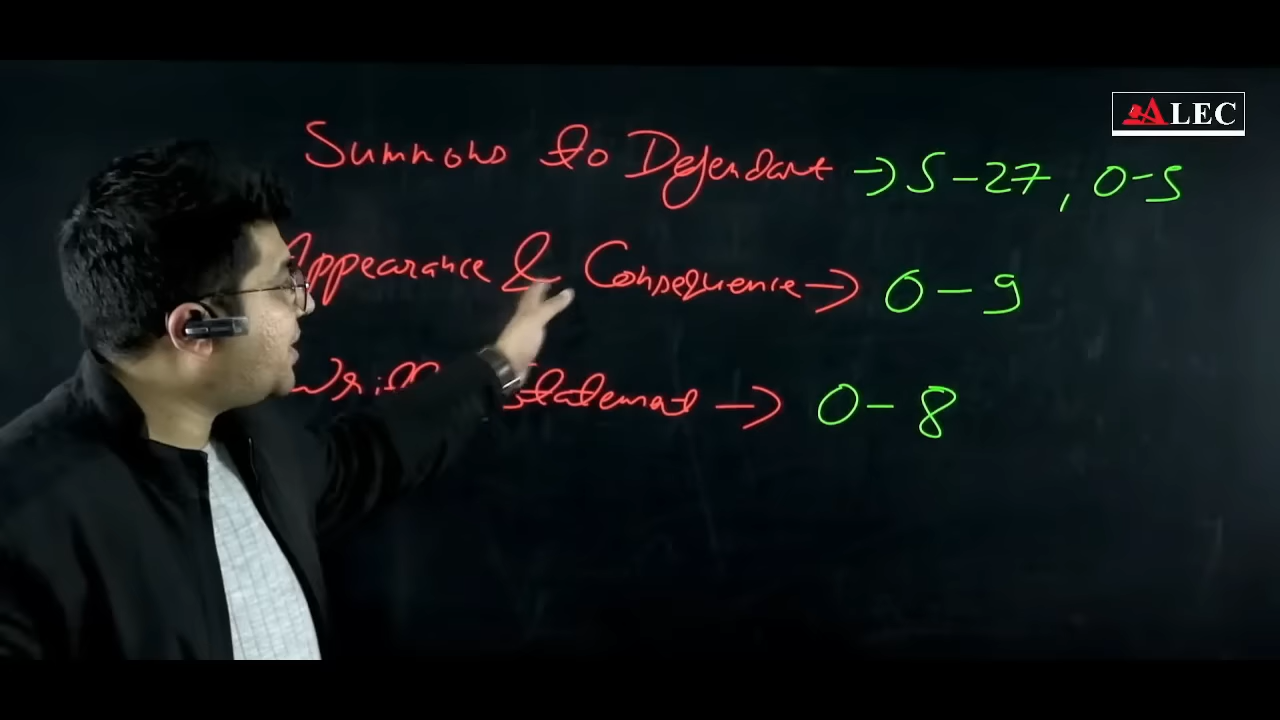 ALEC
Summons to Defendant → S-27, O-5
Appearance & Consequence → O-9
Statement → O-8